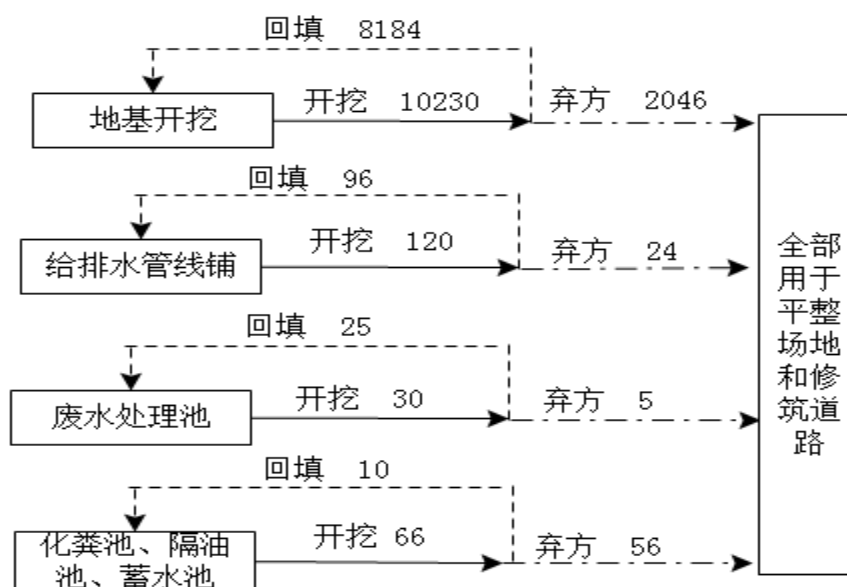 回填 8184
地基开挖
开挖 10230
弃方 2046
回填 96
给排水管线铺
开挖 120
弃方 24
回填 25
废水处理池
开挖 30
弃方 5
回填 10
化粪池、隔油
池、蓄水池
开挖 66
弃方 56
全部
用于
平整
场地
和修
筑道
路